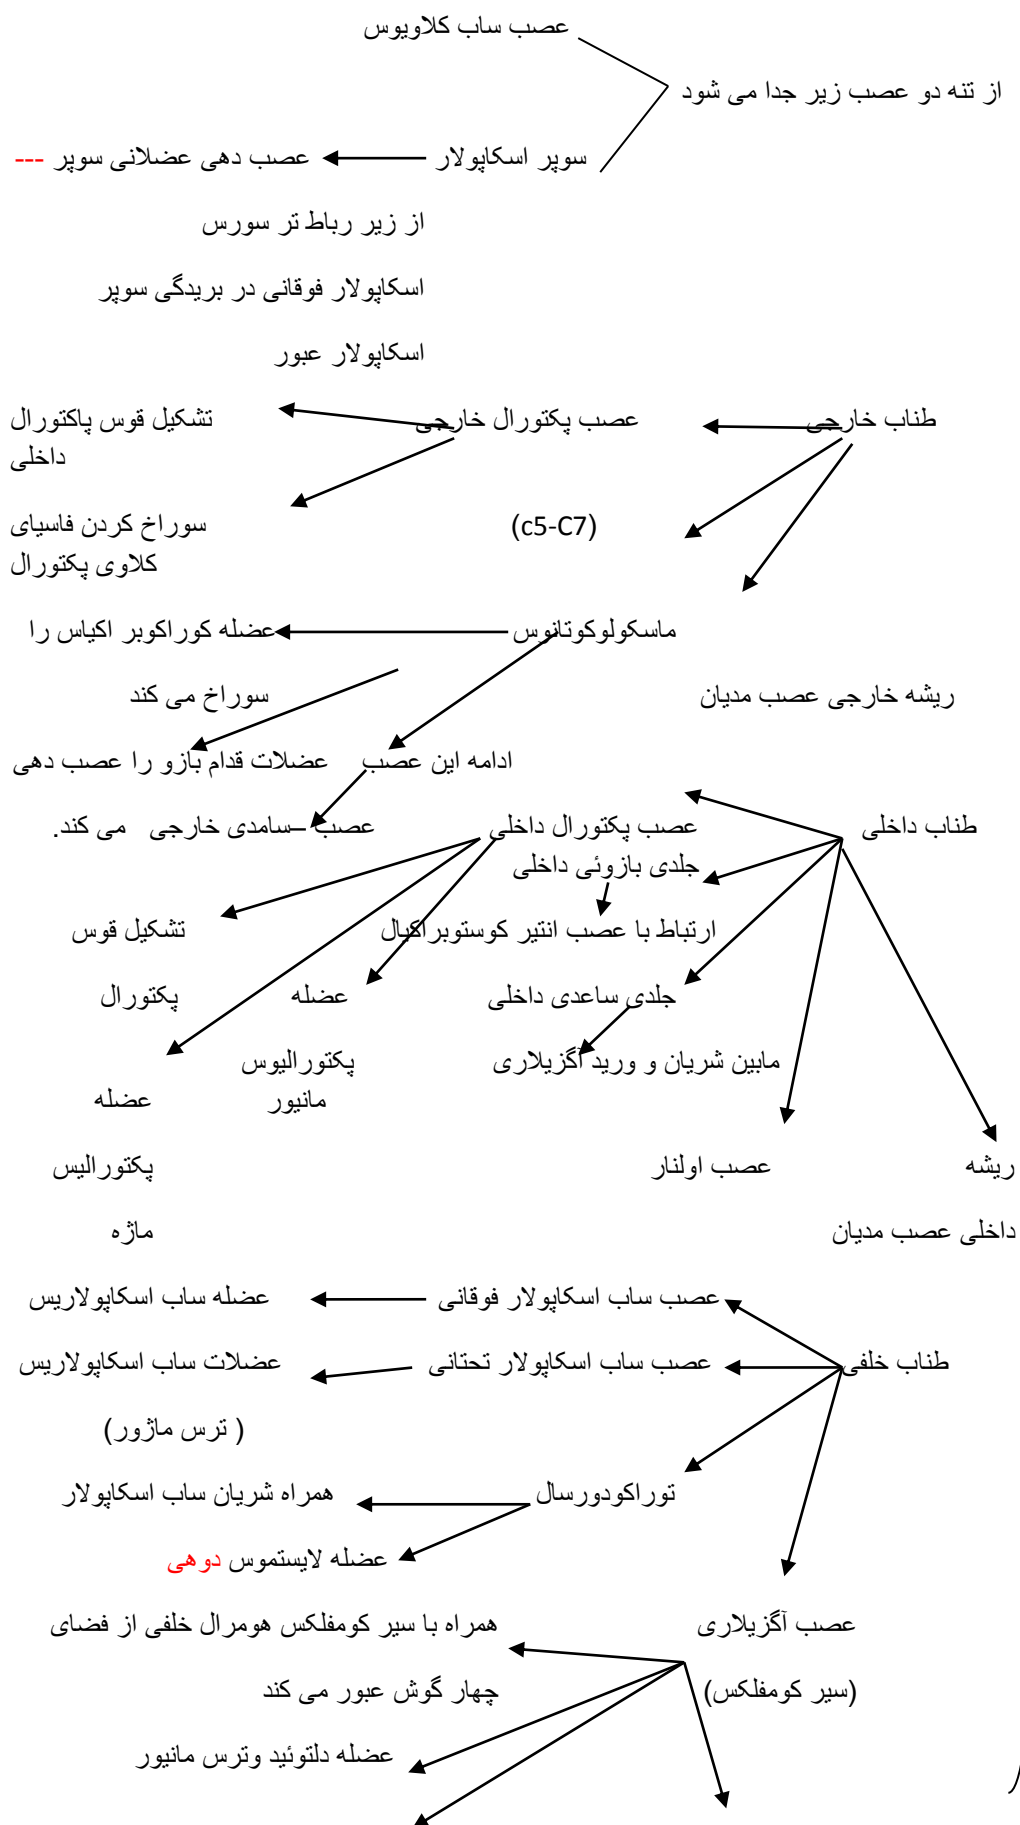 عصب ساب کلاویوس
از تنه دو عصب زیر جدا می شود
سوپر اسکاپولار عصب دهی عضلانی سوپر ---
از زیر رباط تر سورس
اسکاپولار فوقانی در بریدگی سوپر
اسکاپولار عبور
طناب خارجی عصب پکتورال خارجی تشکیل قوس پاکتورال
داخلی
(c5-C7) سوراخ کردن فاسیای
کلاوی پکتورال
ماسکولوکوتانوس عضله کوراکوبر اکیاس را
ریشه خارجی عصب مدیان سوراخ می کند
ادامه این عصب عضلات قدام بازو را عصب دهی
طناب داخلی عصب پکتورال داخلی عصب –سامدی خارجی می کند.
جلدی بازوئی داخلی
ارتباط با عصب انتیر کوستوبراکیال تشکیل قوس
جلدی ساعدی داخلی عضله پکتورال
مابین شریان و ورید آگزیلاری پکتورالیوس
مانیور عضله
ریشه عصب اولنار پکتورالیس
داخلی عصب مدیان ماژه
عصب ساب اسکاپولار فوقانی عضله ساب اسکاپولاریس
طناب خلفی عصب ساب اسکاپولار تحتانی عضلات ساب اسکاپولاریس
( ترس ماژور)
توراکودورسال همراه شریان ساب اسکاپولار
عضله لایستموس دوهی
عصب آگزیلاری همراه با سیر کومفلکس هومرال خلفی از فضای
(سیر کومفلکس) چهار گوش عبور می کند
عضله دلتوئید وترس مانیور